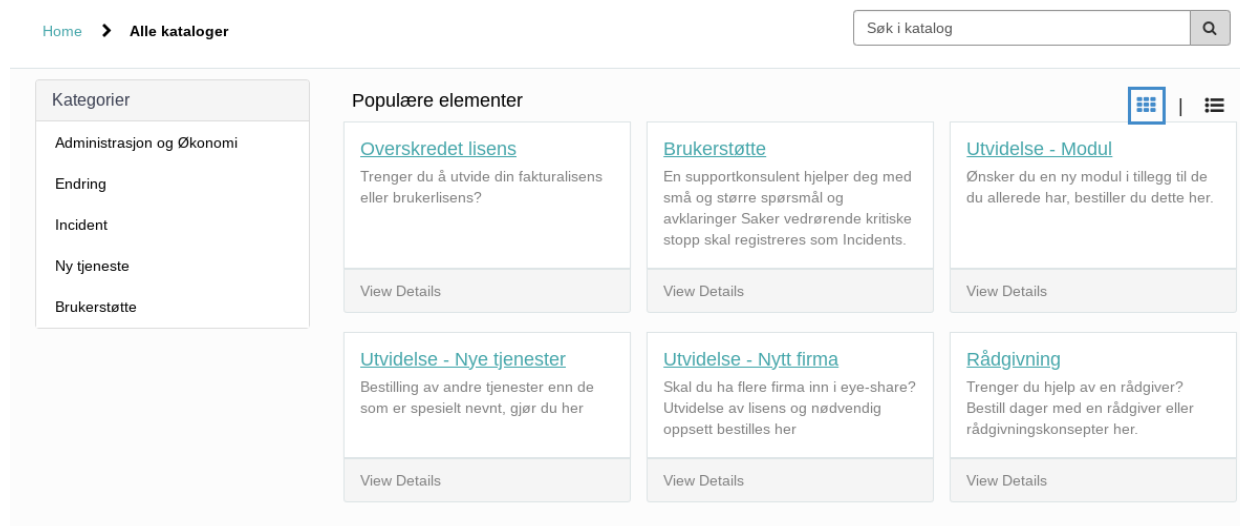 Home
Alle kataloger
Søk i katalog
Kategorier
Administrasjon og Økonomi
Endring
Incident
Ny tjeneste
Brukerstøtte
Populære elementer
|
Overskredet lisens
Trenger du å utvide din fakturalisens
eller brukerlisens?
View Details
Brukerstøtte
En supportkonsulent hjelper deg med
små og større spørsmål og
avklaringer Saker vedrørende kritiske
stopp skal registreres som Incidents.
View Details
Utvidelse - Modul
Ønsker du en ny modul i tillegg til de
du allerede har, bestiller du dette her.
View Details
Utvidelse - Nye tjenester
Bestilling av andre tjenester enn de
som er spesielt nevnt, gjør du her
View Details
Utvidelse - Nytt firma
Skal du ha flere firma inn i eye-share?
Utvidelse av lisens og nødvendig
oppsett bestilles her
View Details
Rådgivning
Trenger du hjelp av en rådgiver?
Bestill dager med en rådgiver eller
rådgivningskonsepter her.
View Details